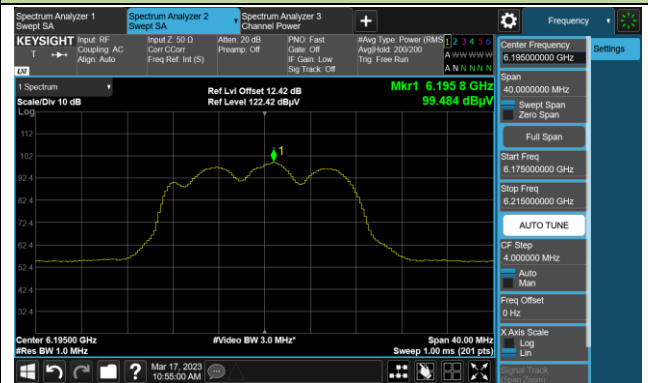 Spectrum Analyzer 1
Swept SA
Spectrum Analyzer 2
Swept SA
Spectrum Analyzer 3
Channel Power
Frequency
KEYSIGHT
Input: RF
Coupling: AC
Align: Auto
Input Z: 50 Ω
Corr CCorr
Freq Ref: Int (S)
Atten: 20 dB
Preamp: Off
PNO: Fast
Gate: Off
IF Gain: Low
Sig Track: Off
#Avg Type: Power (RMS
Avg|Hold: 200/200
Trig: Free Run
1 2 3 4 5 6
A W W W W W
A N N N N N
T
LXI
Center Frequency
6.195000000 GHz
Settings
1 Spectrum
Scale/Div 10 dB
Log
Ref Lvl Offset 12.42 dB
Ref Level 122.42 dBµV
Mkr1 6.195 8 GHz
99.484 dBµV
Span
40.0000000 MHz
Swept Span
Zero Span
Full Span
Start Freq
6.175000000 GHz
Stop Freq
6.215000000 GHz
AUTO TUNE
CF Step
4.000000 MHz
Auto
Man
Freq Offset
0 Hz
X Axis Scale
Log
Lin
Signal Track
(Span Zoom)
112
102
92.4
82.4
72.4
62.4
52.4
42.4
32.4
1
Center 6.19500 GHz
#Res BW 1.0 MHz
#Video BW 3.0 MHz*
Span 40.00 MHz
Sweep 1.00 ms (201 pts)
?
Mar 17, 2023
10:55:00 AM